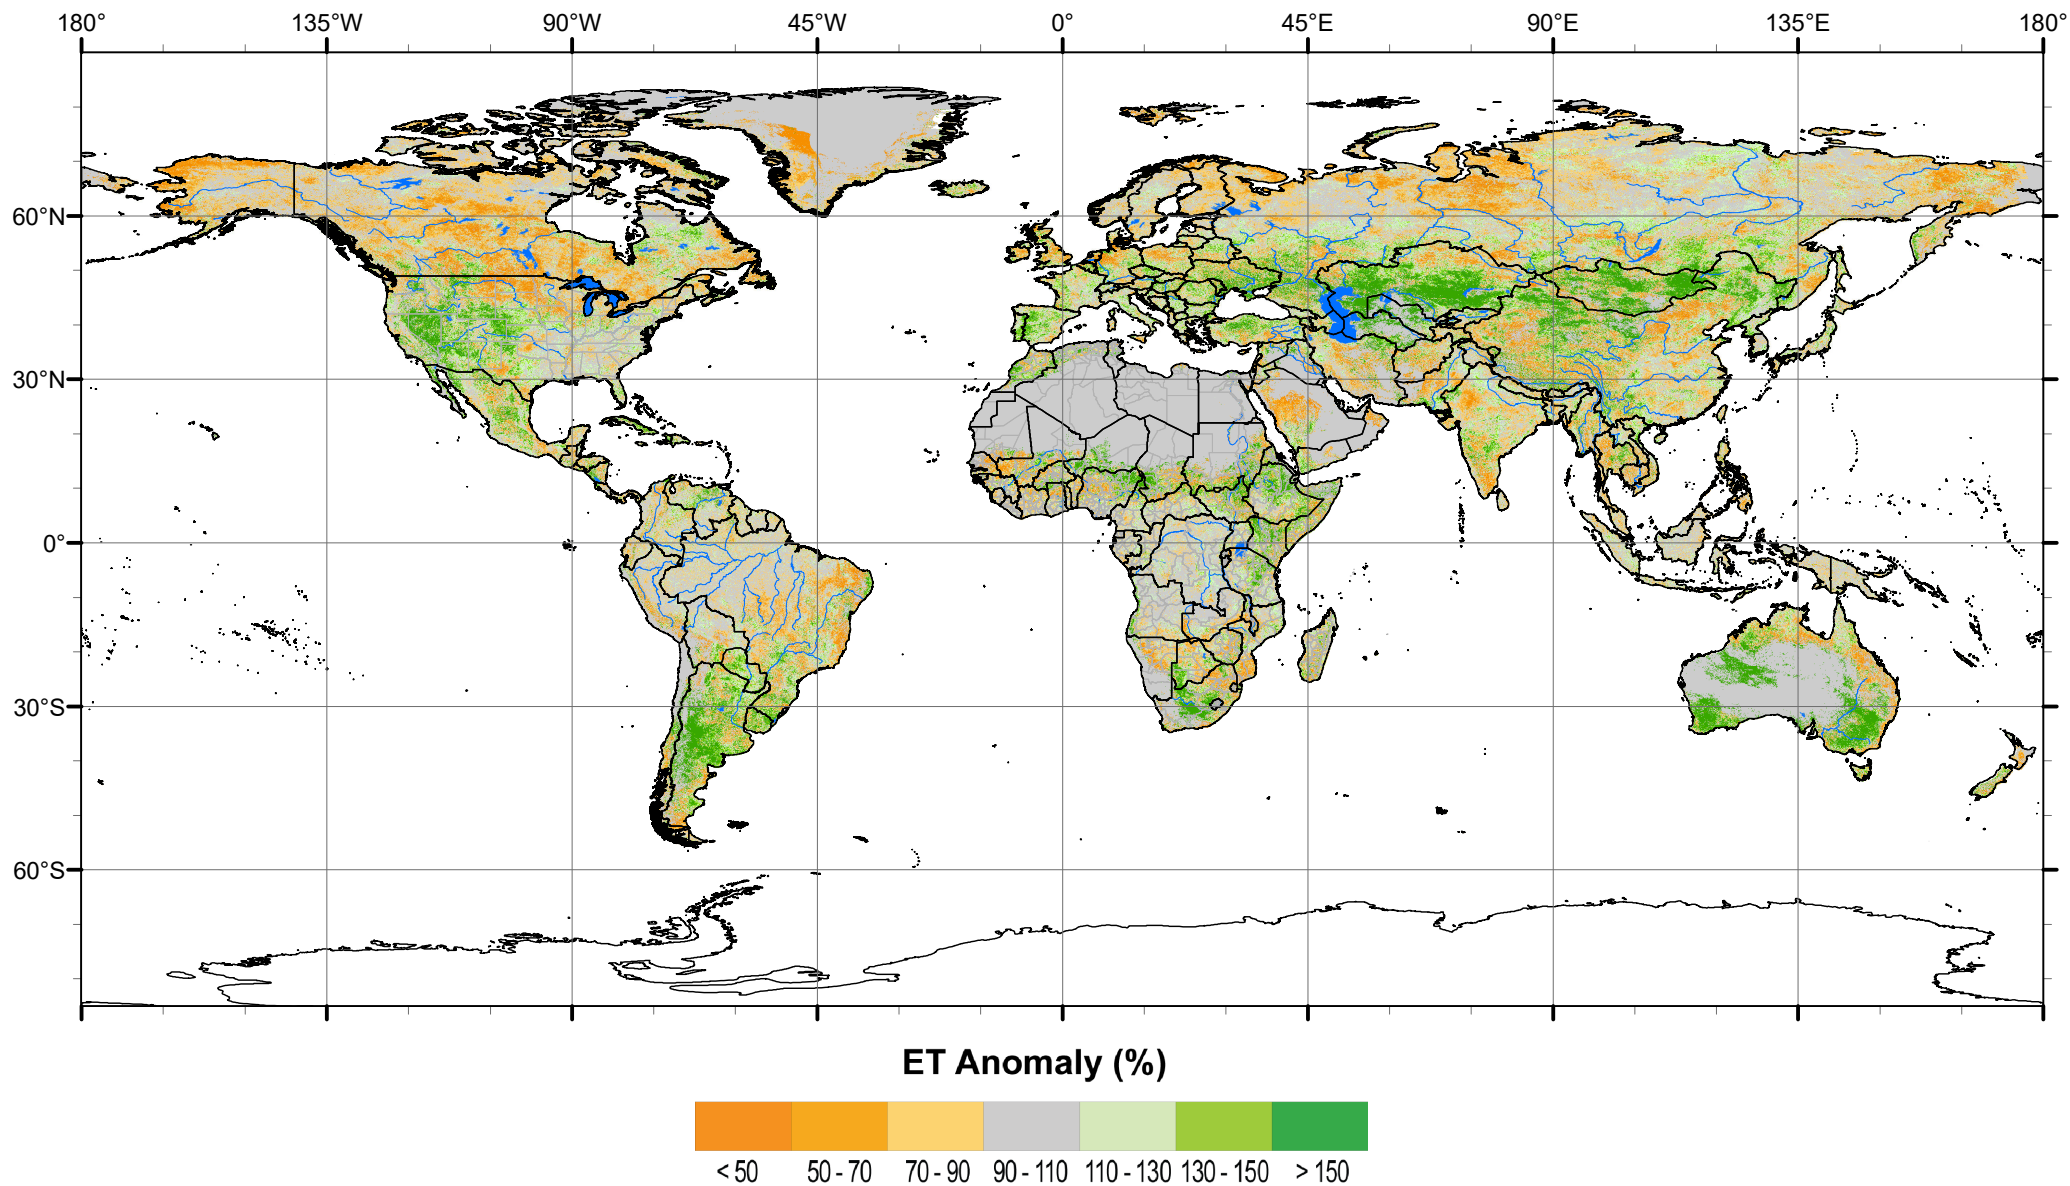 180° 135°W 90°W 45°W 0° 45°E 90°E 135°E 180°
60°N
30°N
0°
30°S
60°S
ET Anomaly (%)
< 50 50 - 70 70 - 90 90 - 110 110 - 130 130 - 150 > 150